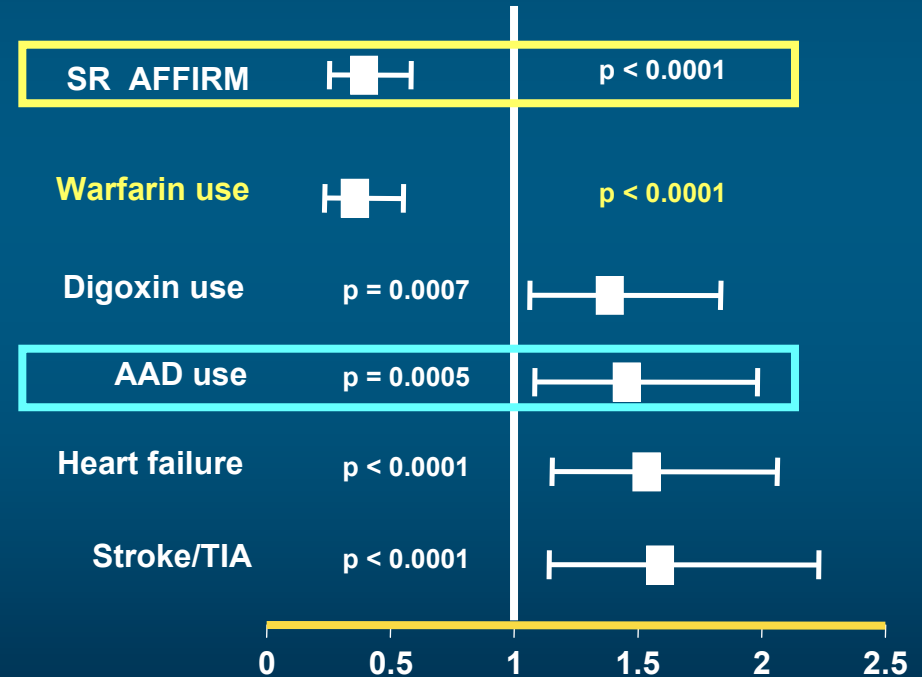 SR AFFIRM p < 0.0001
Warfarin use p < 0.0001
Digoxin use p = 0.0007
AAD use p = 0.0005
Heart failure p < 0.0001
Stroke/TIA p < 0.0001
0 0.5 1 1.5 2 2.5